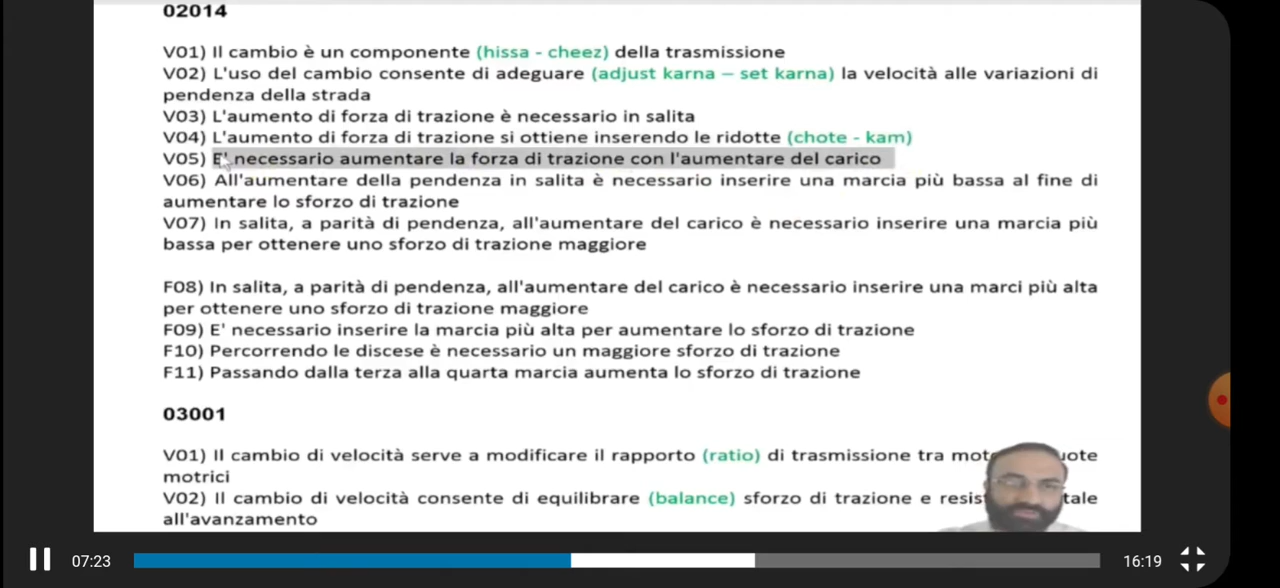 02014
V01) Il cambio è un componente (hissa - cheez) della trasmissione
V02) L'uso del cambio consente di adeguare (adjust karna – set karna) la velocità alle variazioni di
pendenza della strada
V03) L'aumento di forza di trazione è necessario in salita
V04) L'aumento di forza di trazione si ottiene inserendo le ridotte (chote - kam)
V05) E' necessario aumentare la forza di trazione con l'aumentare del carico
V06) All'aumentare della pendenza in salita è necessario inserire una marcia più bassa al fine di
aumentare lo sforzo di trazione
V07) In salita, a parità di pendenza, all'aumentare del carico è necessario inserire una marcia più
bassa per ottenere uno sforzo di trazione maggiore
F08) In salita, a parità di pendenza, all'aumentare del carico è necessario inserire una marci più alta
per ottenere uno sforzo di trazione maggiore
F09) E' necessario inserire la marcia più alta per aumentare lo sforzo di trazione
F10) Percorrendo le discese è necessario un maggiore sforzo di trazione
F11) Passando dalla terza alla quarta marcia aumenta lo sforzo di trazione
03001
V01) Il cambio di velocità serve a modificare il rapporto (ratio) di trasmissione tra
motrici
V02) Il cambio di velocità consente di equilibrare (balance) sforzo di trazione e
all'avanzamento
07:23 16:19